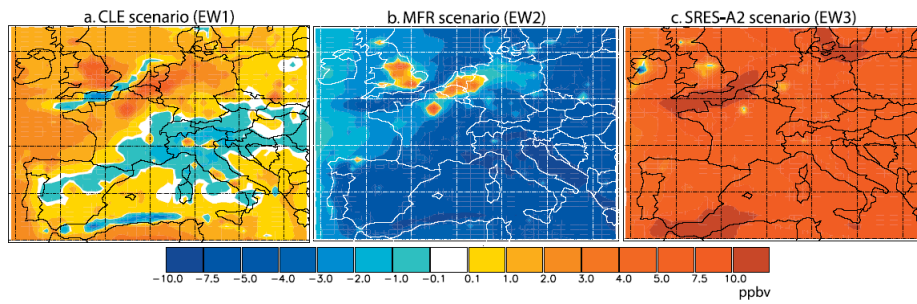 a. CLE scenario (EW1)
b. MFR scenario (EW2)
c. SRES-A2 scenario (EW3)
-10.0 -7.5 -5.0 -4.0 -3.0 -2.0 -1.0 -0.1 0.1 1.0 2.0 3.0 4.0 5.0 7.5 10.0
ppbv